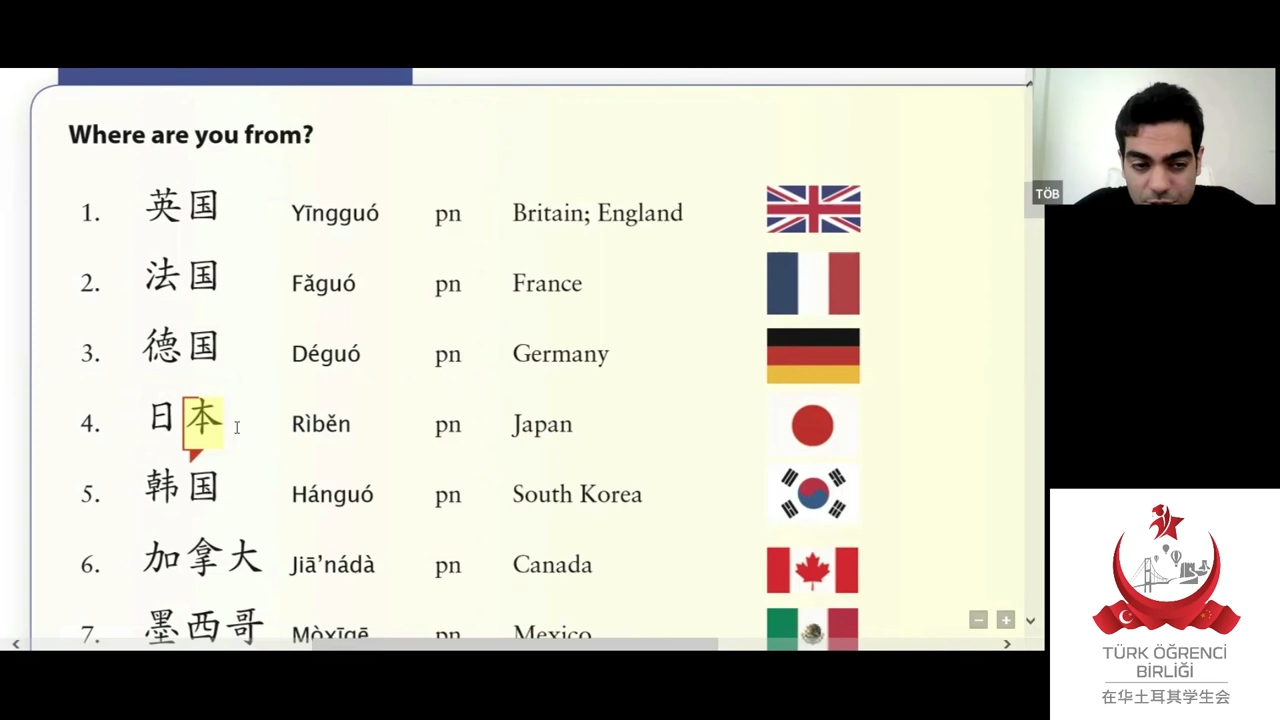 Where are you from?
1. 英国 Yīngguó pn Britain; England
2. 法国 Fǎguó pn France
3. 德国 Déguó pn Germany
4. 日本 Rìběn pn Japan
5. 韩国 Hánguó pn South Korea
6. 加拿大 Jiā’nádà pn Canada
7. 墨西哥 Mòxīgē pn Mexico
TÖB
TÜRK ÖĞRENCİ
BİRLİĞİ
在华土耳其学生会